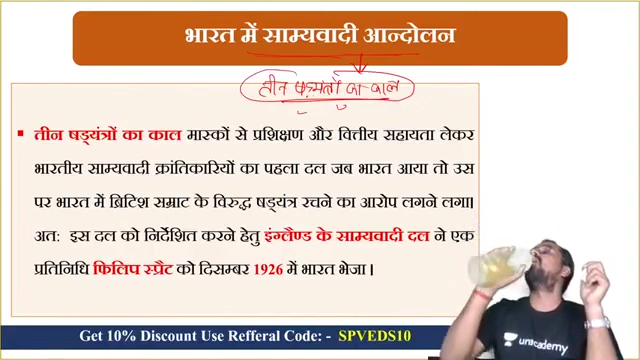 भारत में साम्यवादी आन्दोलन
तीन षड्यंत्रों का काल
▪ तीन षड्यंत्रों का काल मास्को से प्रशिक्षण और वित्तीय सहायता लेकर
भारतीय साम्यवादी क्रांतिकारियों का पहला दल जब भारत आया तो उस
पर भारत में ब्रिटिश सम्राट के विरुद्ध षड्यंत्र रचने का आरोप लगने लगा।
अत: इस दल को निर्देशित करने हेतु इंग्लैण्ड के साम्यवादी दल ने एक
प्रतिनिधि फिलिप स्प्रैट को दिसम्बर 1926 में भारत भेजा।
unacademy
Get 10% Discount Use Refferal Code: - SPVEDS10